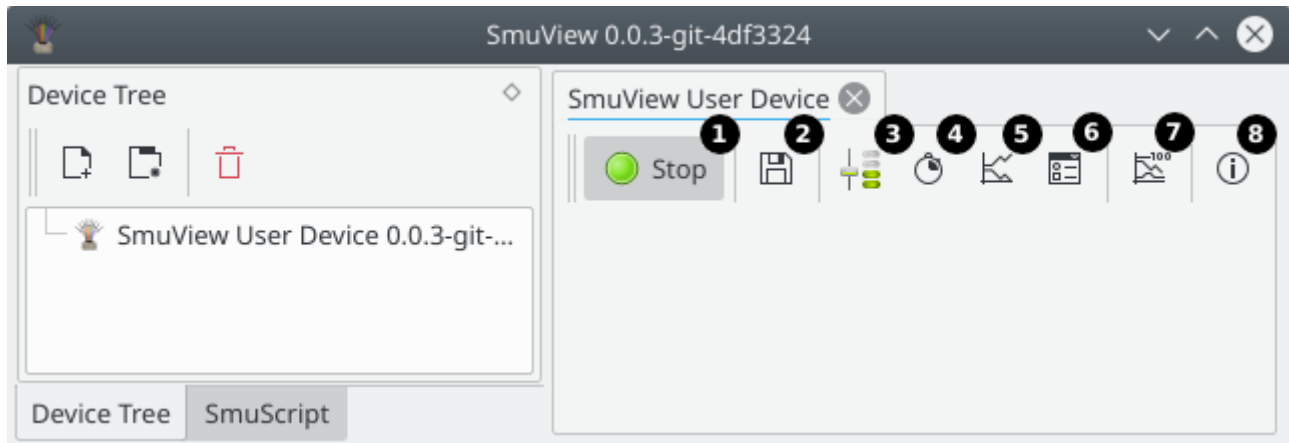 SmuView 0.0.3-git-4df3324
Device Tree
SmuView User Device 0.0.3-git-...
Device Tree SmuScript
SmuView User Device
1 2 3 4 5 6 7 8
Stop
100